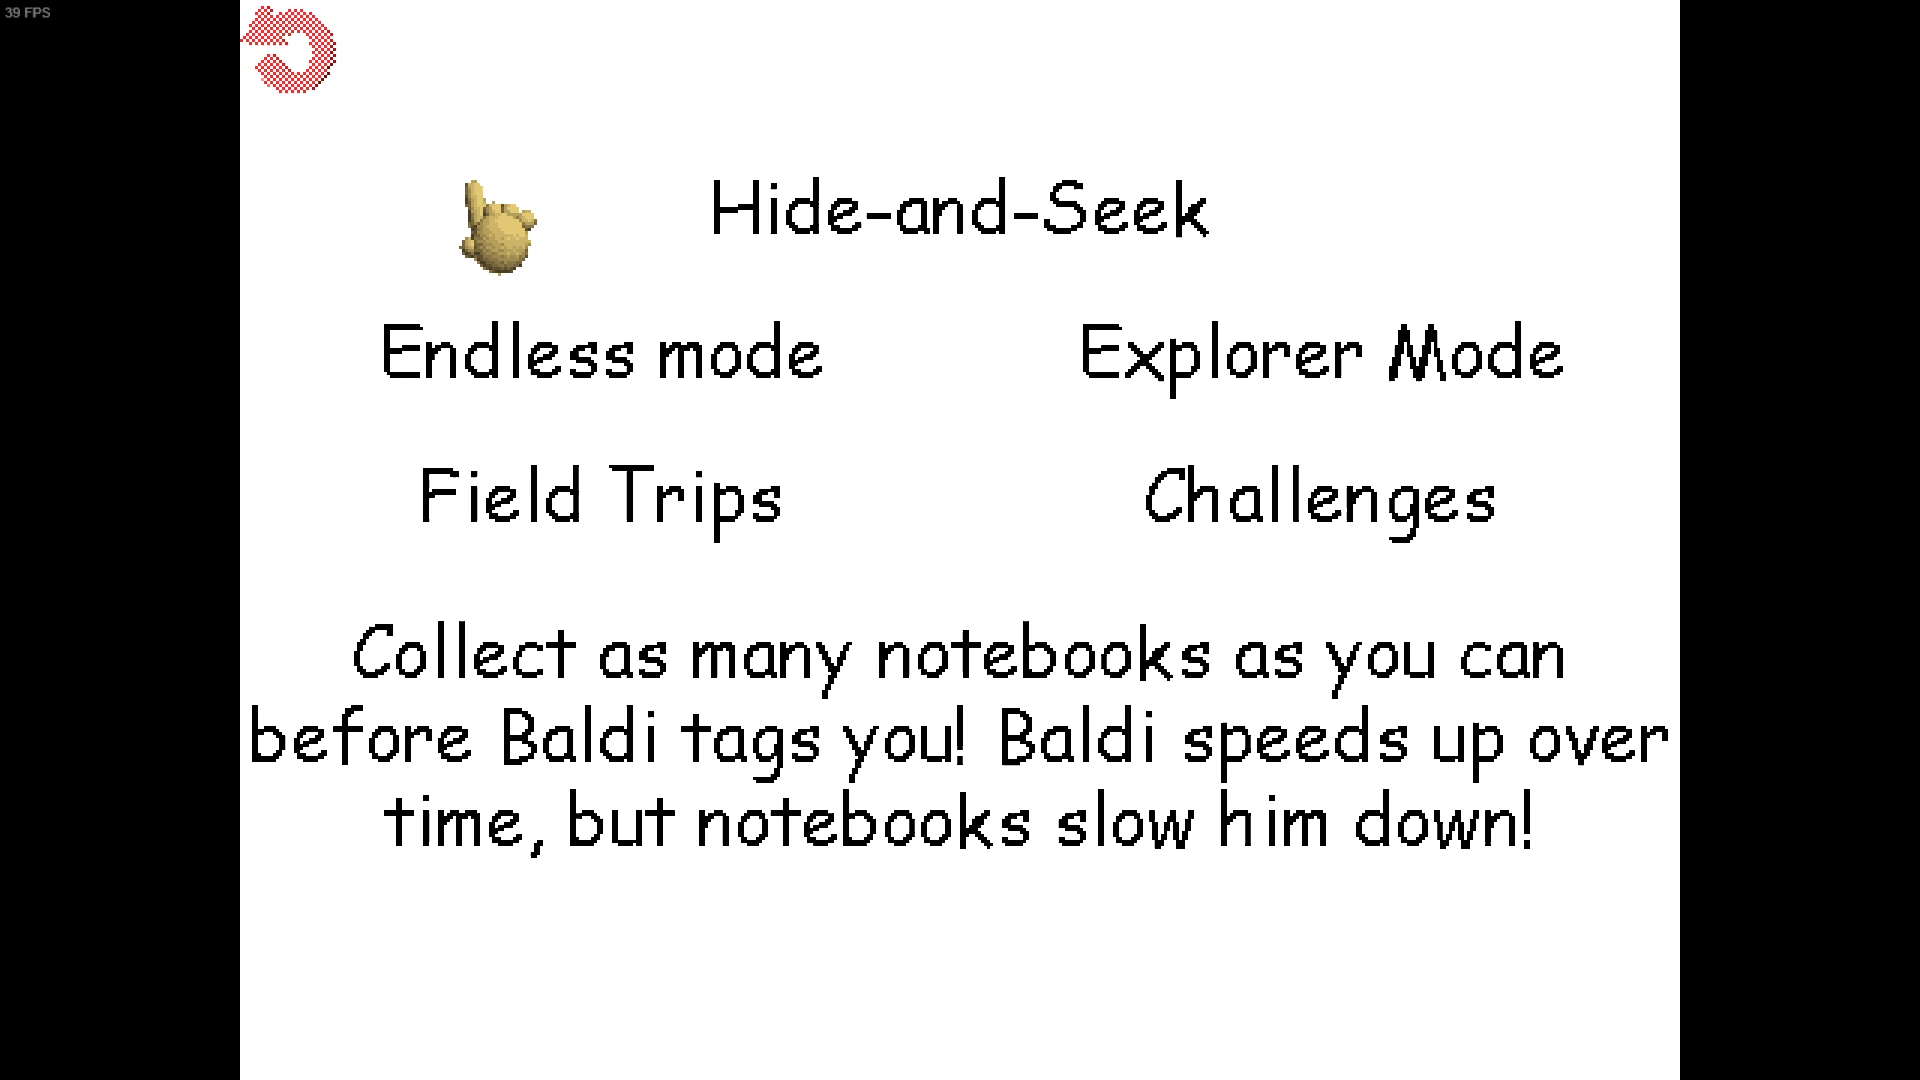 39 FPS
Hide-and-Seek
Endless mode Explorer Mode
Field Trips Challenges
Collect as many notebooks as you can
before Baldi tags you! Baldi speeds up over
time, but notebooks slow him down!